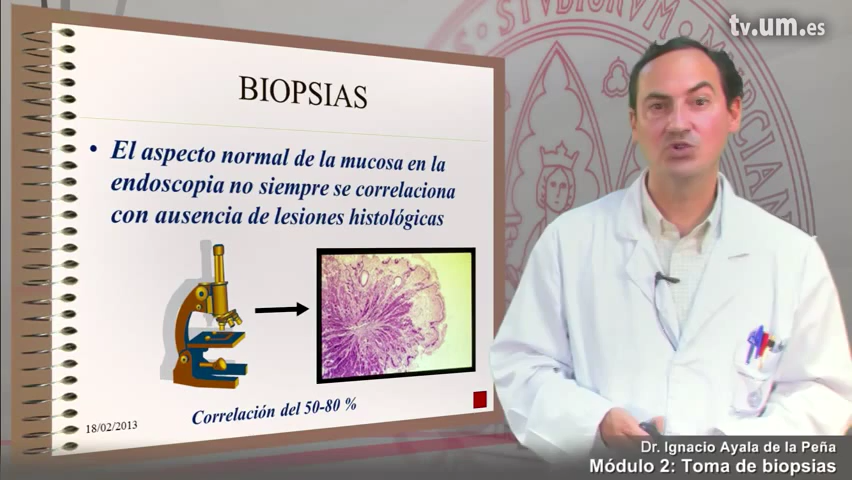 tv.um.es
BIOPSIAS
• El aspecto normal de la mucosa en la
endoscopia no siempre se correlaciona
con ausencia de lesiones histológicas
Correlación del 50-80 %
18/02/2013
Dr. Ignacio Ayala de la Peña
Módulo 2: Toma de biopsias